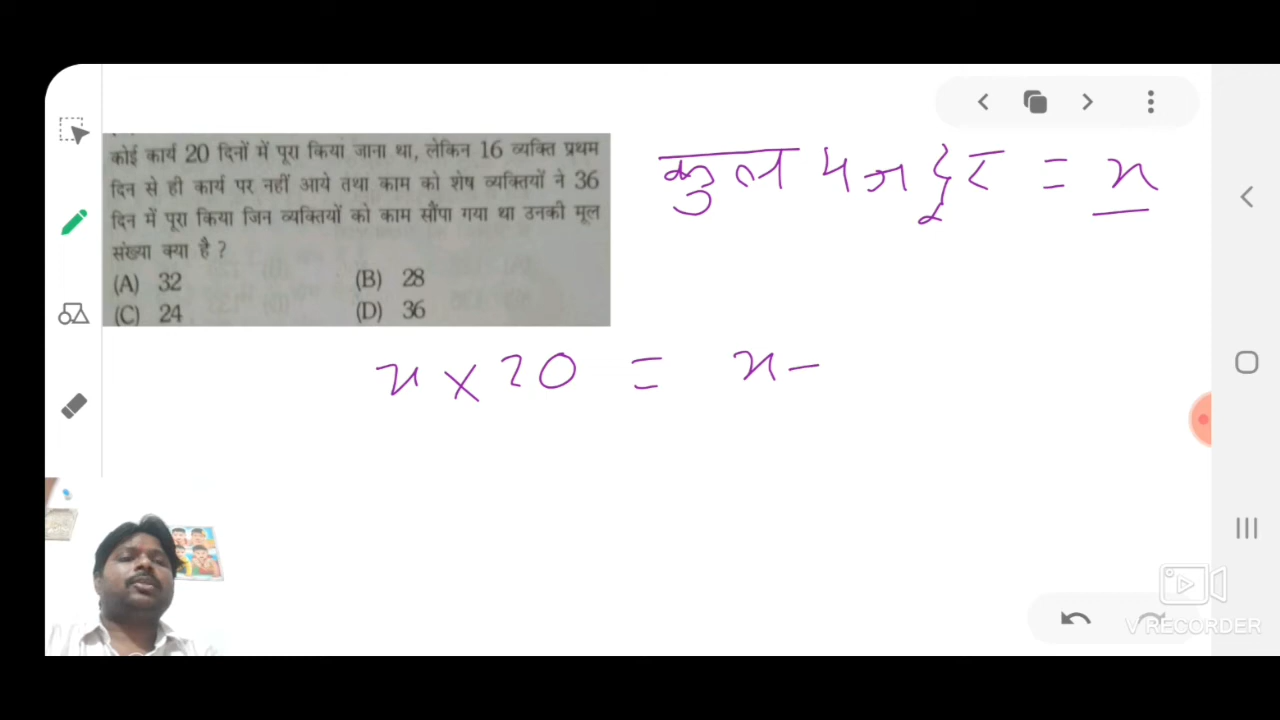 कोई कार्य 20 दिनों में पूरा किया जाना था, लेकिन 16 व्यक्ति प्रथम
दिन से ही कार्य पर नहीं आये तथा काम को शेष व्यक्तियों ने 36
दिन में पूरा किया जिन व्यक्तियों को काम सौंपा गया था उनकी मूल
संख्या क्या है ?
(A) 32 (B) 28
(C) 24 (D) 36
कुल मजदूर = x
x × 20 = x -
V RECORDER